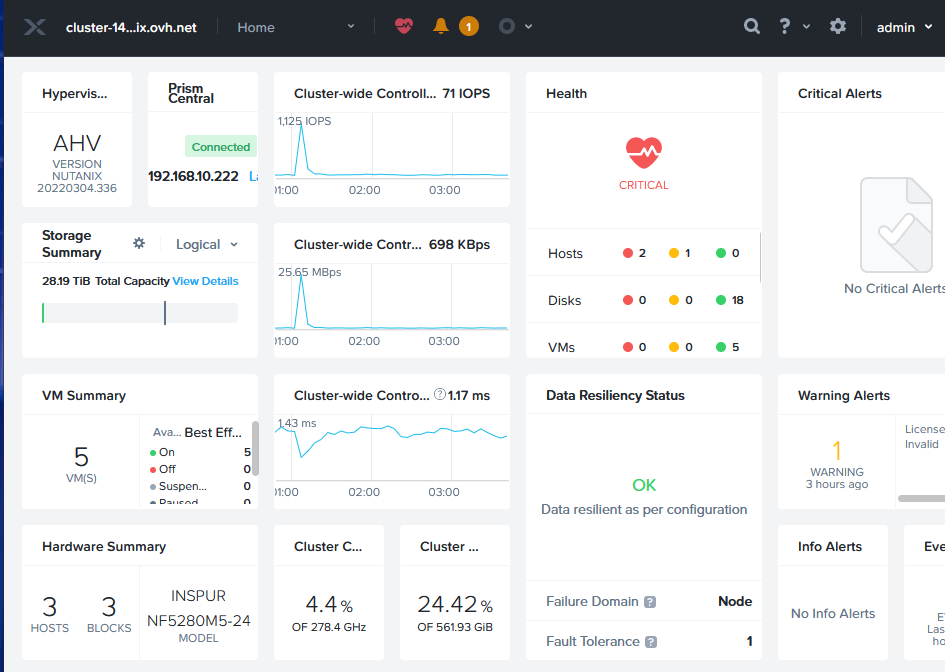 cluster-14...ix.ovh.net
Home
1
?
admin
Hypervis...
AHV
VERSION
NUTANIX
20220304.336
Prism
Central
Connected
192.168.10.222
Cluster-wide Controll... 71 IOPS
1,125 IOPS
01:00 02:00 03:00
Health
CRITICAL
Hosts 2 1 0
Disks 0 0 18
VMs 0 0 5
Critical Alerts
No Critical Alerts
Storage
Summary
Logical
28.19 TiB Total Capacity View Details
Cluster-wide Contr... 698 KBps
25.65 MBps
01:00 02:00 03:00
VM Summary
5
VM(S)
Ava... Best Eff...
On 5
Off 0
Suspen... 0
Paused 0
Cluster-wide Contro... ? 1.17 ms
1.43 ms
01:00 02:00 03:00
Data Resiliency Status
OK
Data resilient as per configuration
Failure Domain ? Node
Fault Tolerance ? 1
Warning Alerts
1
WARNING
3 hours ago
License
Invalid
Hardware Summary
3
HOSTS
3
BLOCKS
INSPUR
NF5280M5-24
MODEL
Cluster C...
4.4 %
OF 278.4 GHz
Cluster ...
24.42 %
OF 561.93 GiB
Info Alerts
No Info Alerts